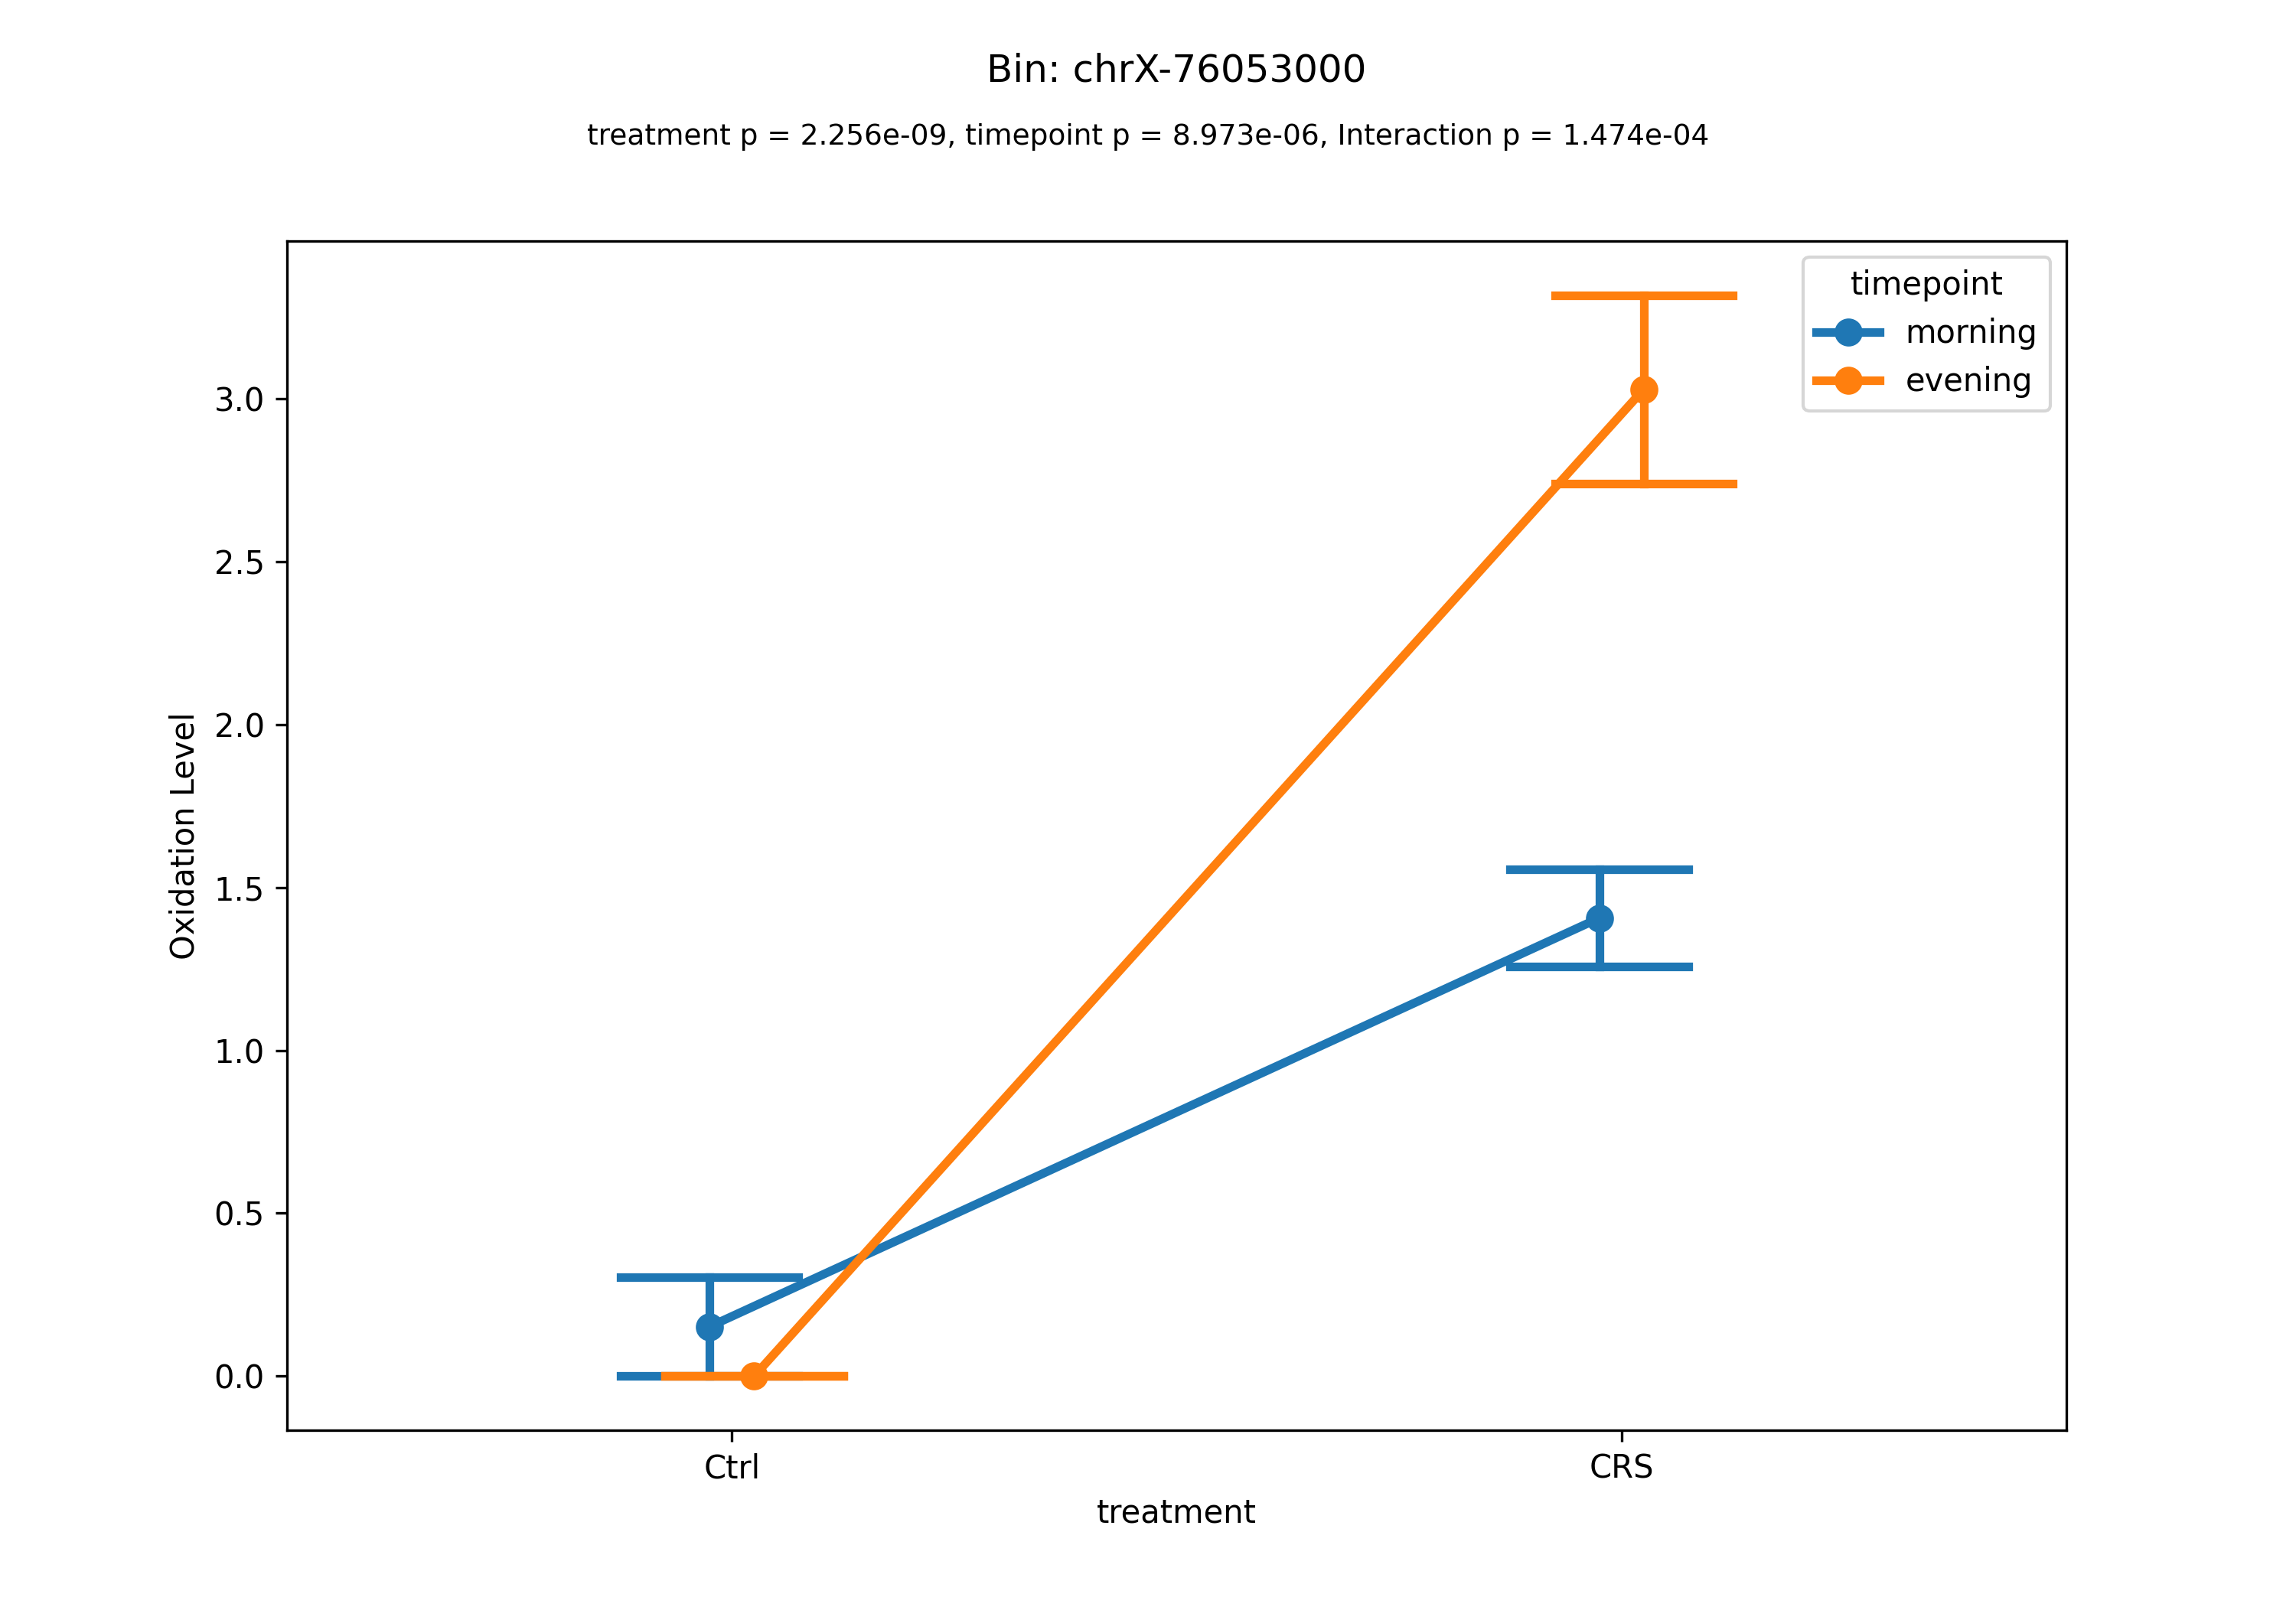 Bin: chrX-76053000
treatment p = 2.256e-09, timepoint p = 8.973e-06, Interaction p = 1.474e-04
timepoint
morning
evening
3.0
2.5
2.0
1.5
1.0
0.5
0.0
Oxidation Level
Ctrl
CRS
treatment